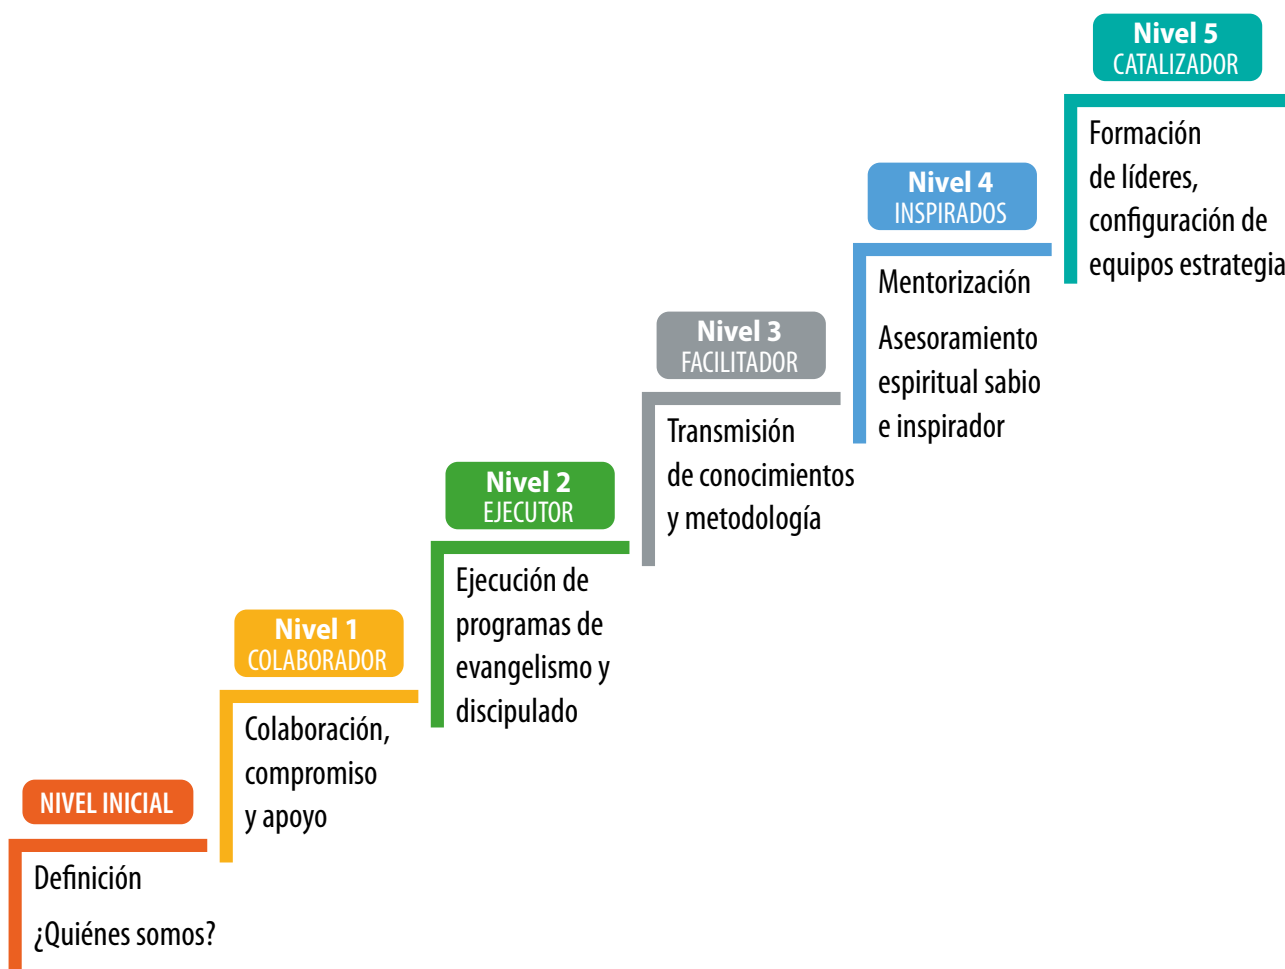 NIVEL INICIAL
Definición
¿Quiénes somos?
Nivel 1
COLABORADOR
Colaboración,
compromiso
y apoyo
Nivel 2
EJECUTOR
Ejecución de
programas de
evangelismo y
discipulado
Nivel 3
FACILITADOR
Transmisión
de conocimientos
y metodología
Nivel 4
INSPIRADOS
Mentorización
Asesoramiento
espiritual sabio
e inspirador
Nivel 5
CATALIZADOR
Formación
de líderes,
configuración de
equipos estrategia